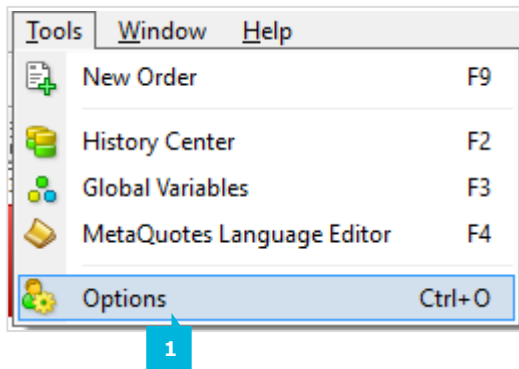 Tools Window Help
New Order F9
History Center F2
Global Variables F3
MetaQuotes Language Editor F4
Options Ctrl+O
1